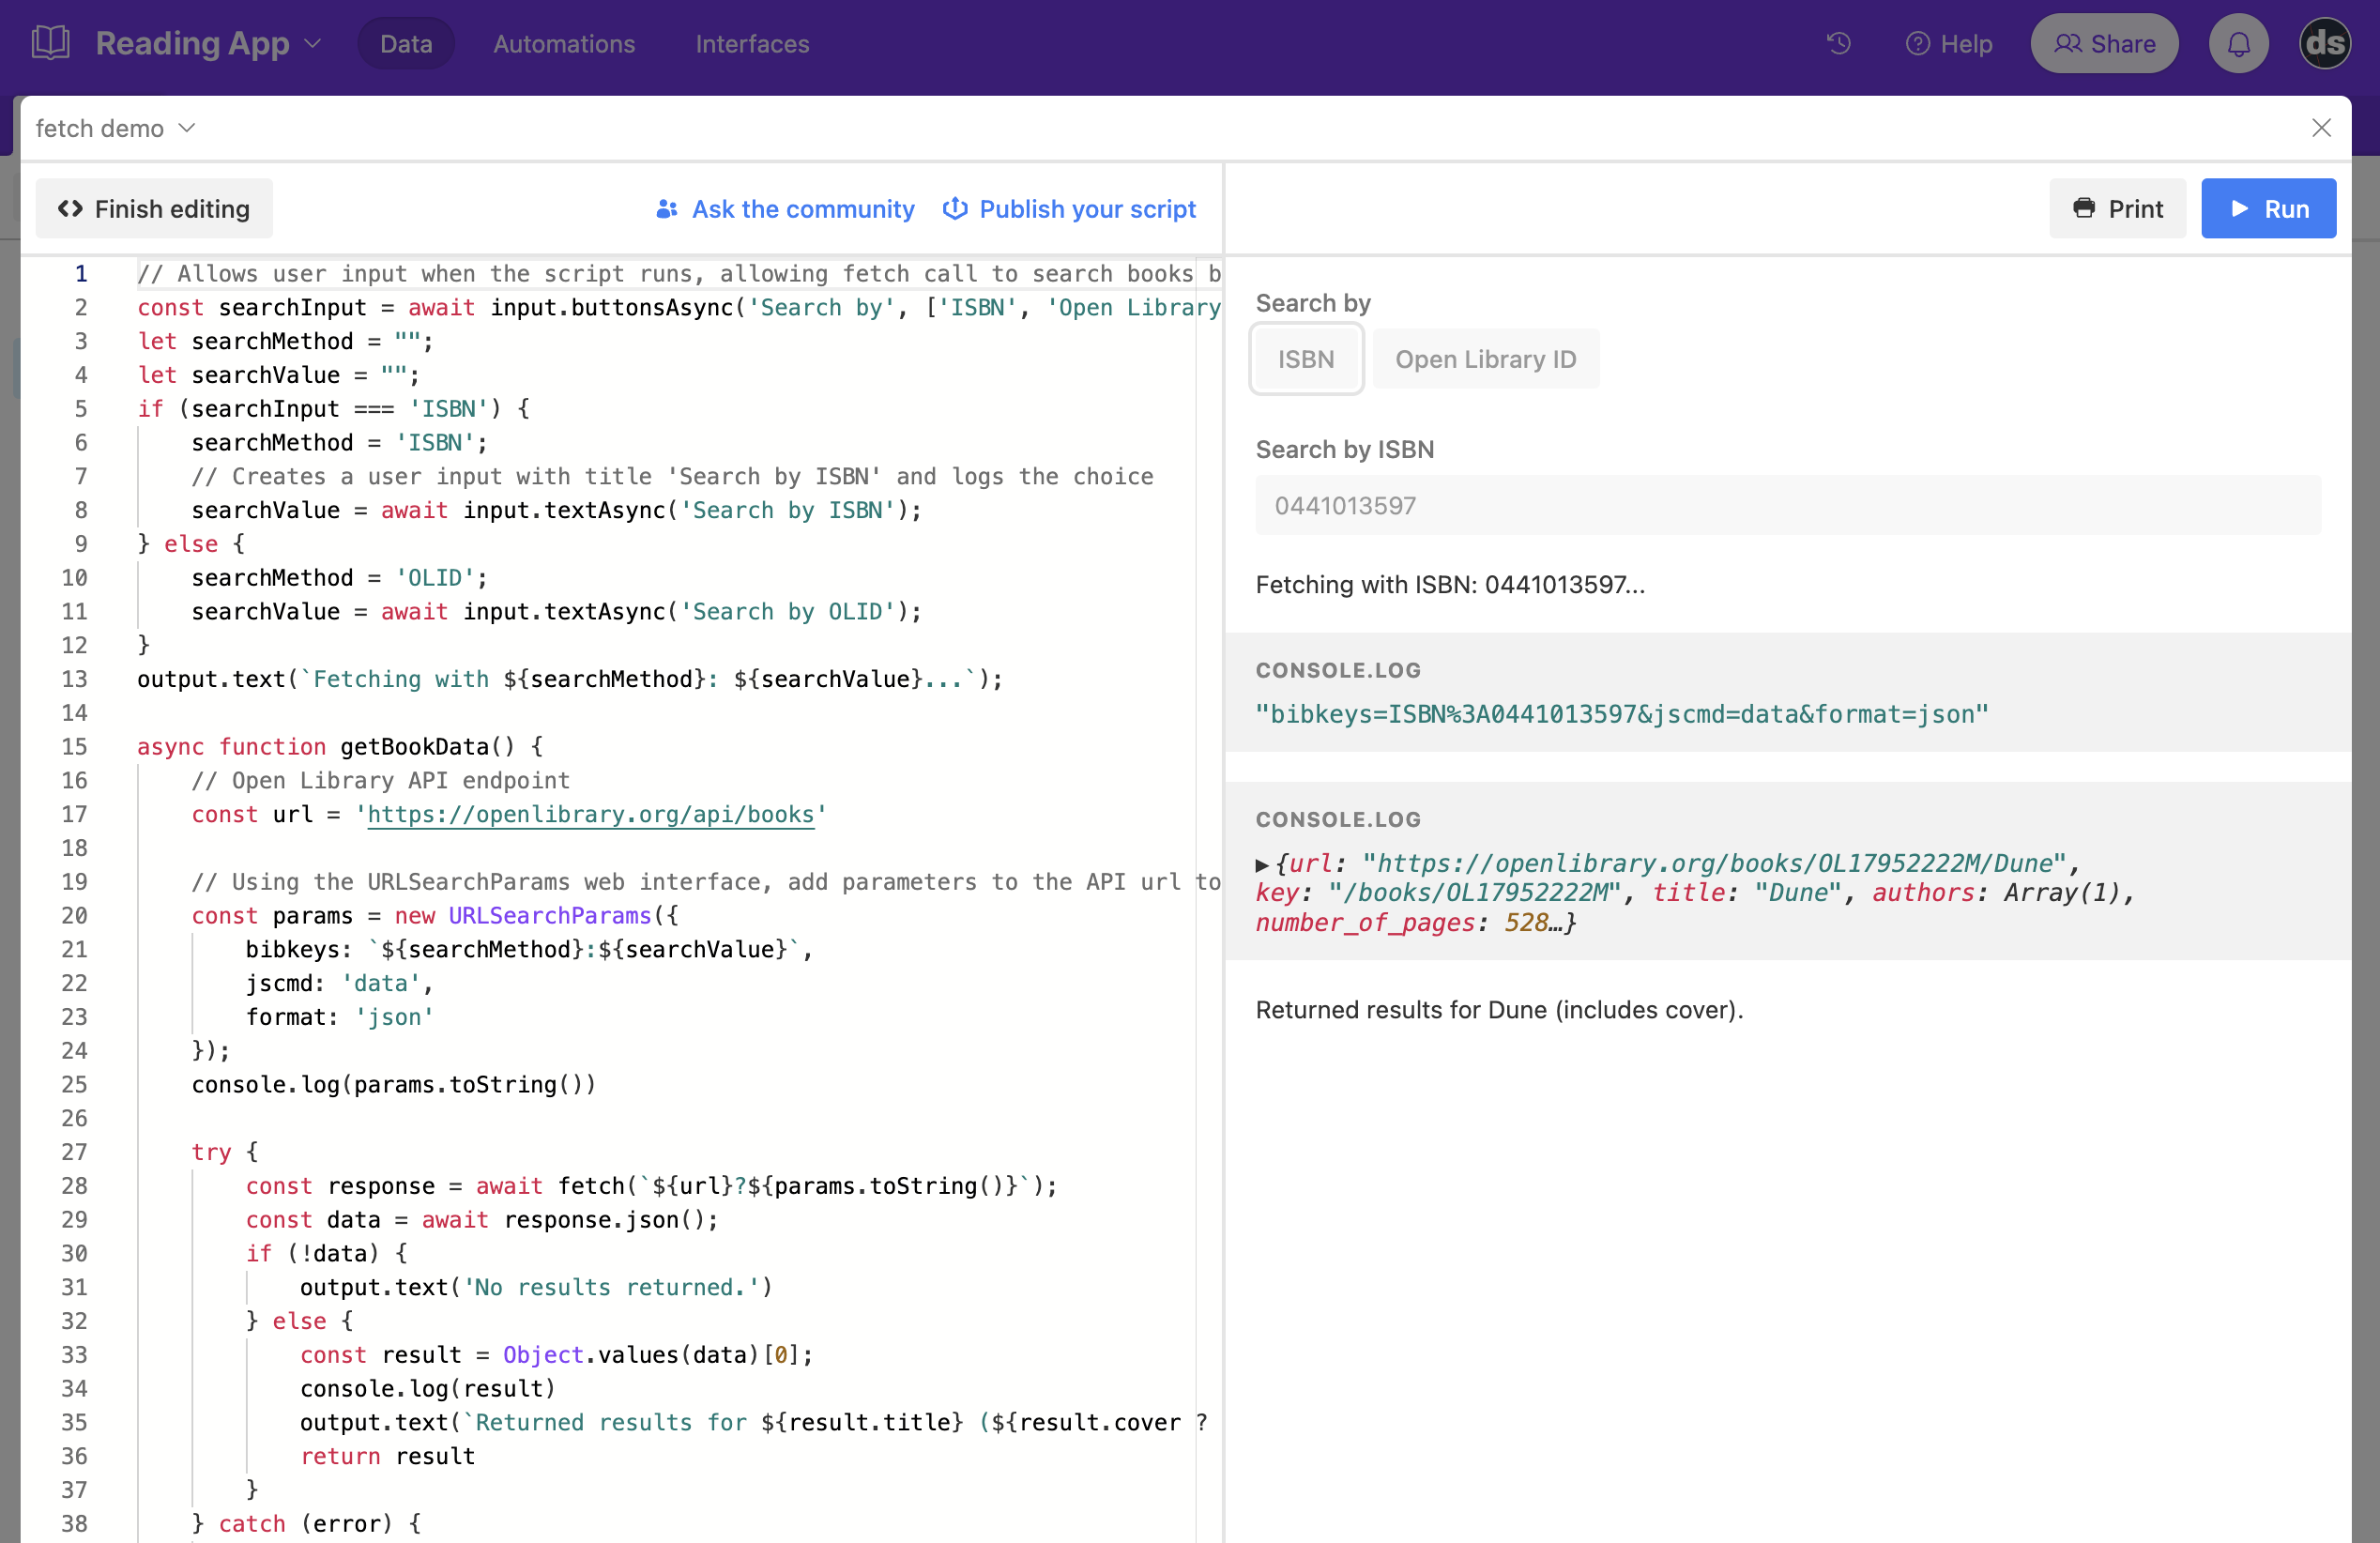 Reading App
Data
Automations
Interfaces
Help
Share
ds
fetch demo
Finish editing
Ask the community
Publish your script
Print
Run
1 // Allows user input when the script runs, allowing fetch call to search books b
2 const searchInput = await input.buttonsAsync('Search by', ['ISBN', 'Open Library
3 let searchMethod = "";
4 let searchValue = "";
5 if (searchInput === 'ISBN') {
6 searchMethod = 'ISBN';
7 // Creates a user input with title 'Search by ISBN' and logs the choice
8 searchValue = await input.textAsync('Search by ISBN');
9 } else {
10 searchMethod = 'OLID';
11 searchValue = await input.textAsync('Search by OLID');
12 }
13 output.text(`Fetching with ${searchMethod}: ${searchValue}...`);
14
15 async function getBookData() {
16 // Open Library API endpoint
17 const url = 'https://openlibrary.org/api/books'
18
19 // Using the URLSearchParams web interface, add parameters to the API url to
20 const params = new URLSearchParams({
21 bibkeys: `${searchMethod}:${searchValue}`,
22 jscmd: 'data',
23 format: 'json'
24 });
25 console.log(params.toString())
26
27 try {
28 const response = await fetch(`${url}?${params.toString()}`);
29 const data = await response.json();
30 if (!data) {
31 output.text('No results returned.')
32 } else {
33 const result = Object.values(data)[0];
34 console.log(result)
35 output.text(`Returned results for ${result.title} (${result.cover ?
36 return result
37 }
38 } catch (error) {
Search by
ISBN
Open Library ID
Search by ISBN
0441013597
Fetching with ISBN: 0441013597...
CONSOLE.LOG
"bibkeys=ISBN%3A0441013597&jscmd=data&format=json"
CONSOLE.LOG
▶{url: "https://openlibrary.org/books/OL17952222M/Dune",
key: "/books/OL17952222M", title: "Dune", authors: Array(1),
number_of_pages: 528…}
Returned results for Dune (includes cover).